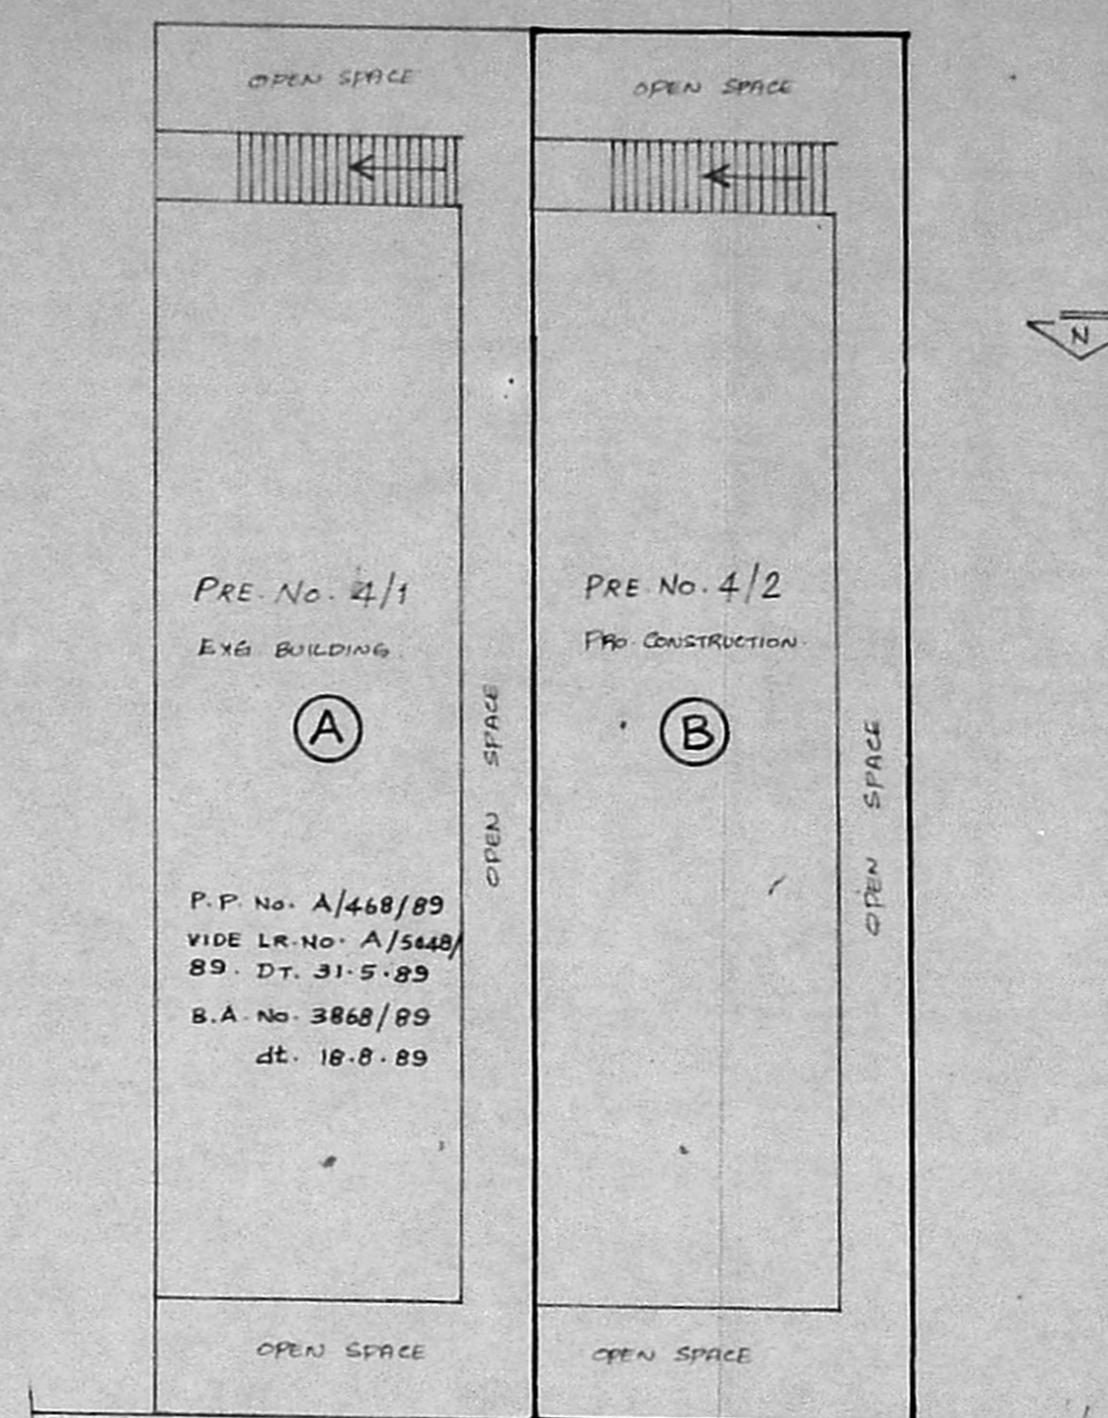 OPEN SPACE
OPEN SPACE
N
PRE. No. 4/1
EXG BUILDING.
A
PRE No. 4/2
PRO. CONSTRUCTION.
B
OPEN SPACE
OPEN SPACE
P.P. No. A/468/89
VIDE LR.NO. A/5448/
89. DT. 31.5.89
B.A. No. 3868/89
dt. 18.8.89
OPEN SPACE
OPEN SPACE